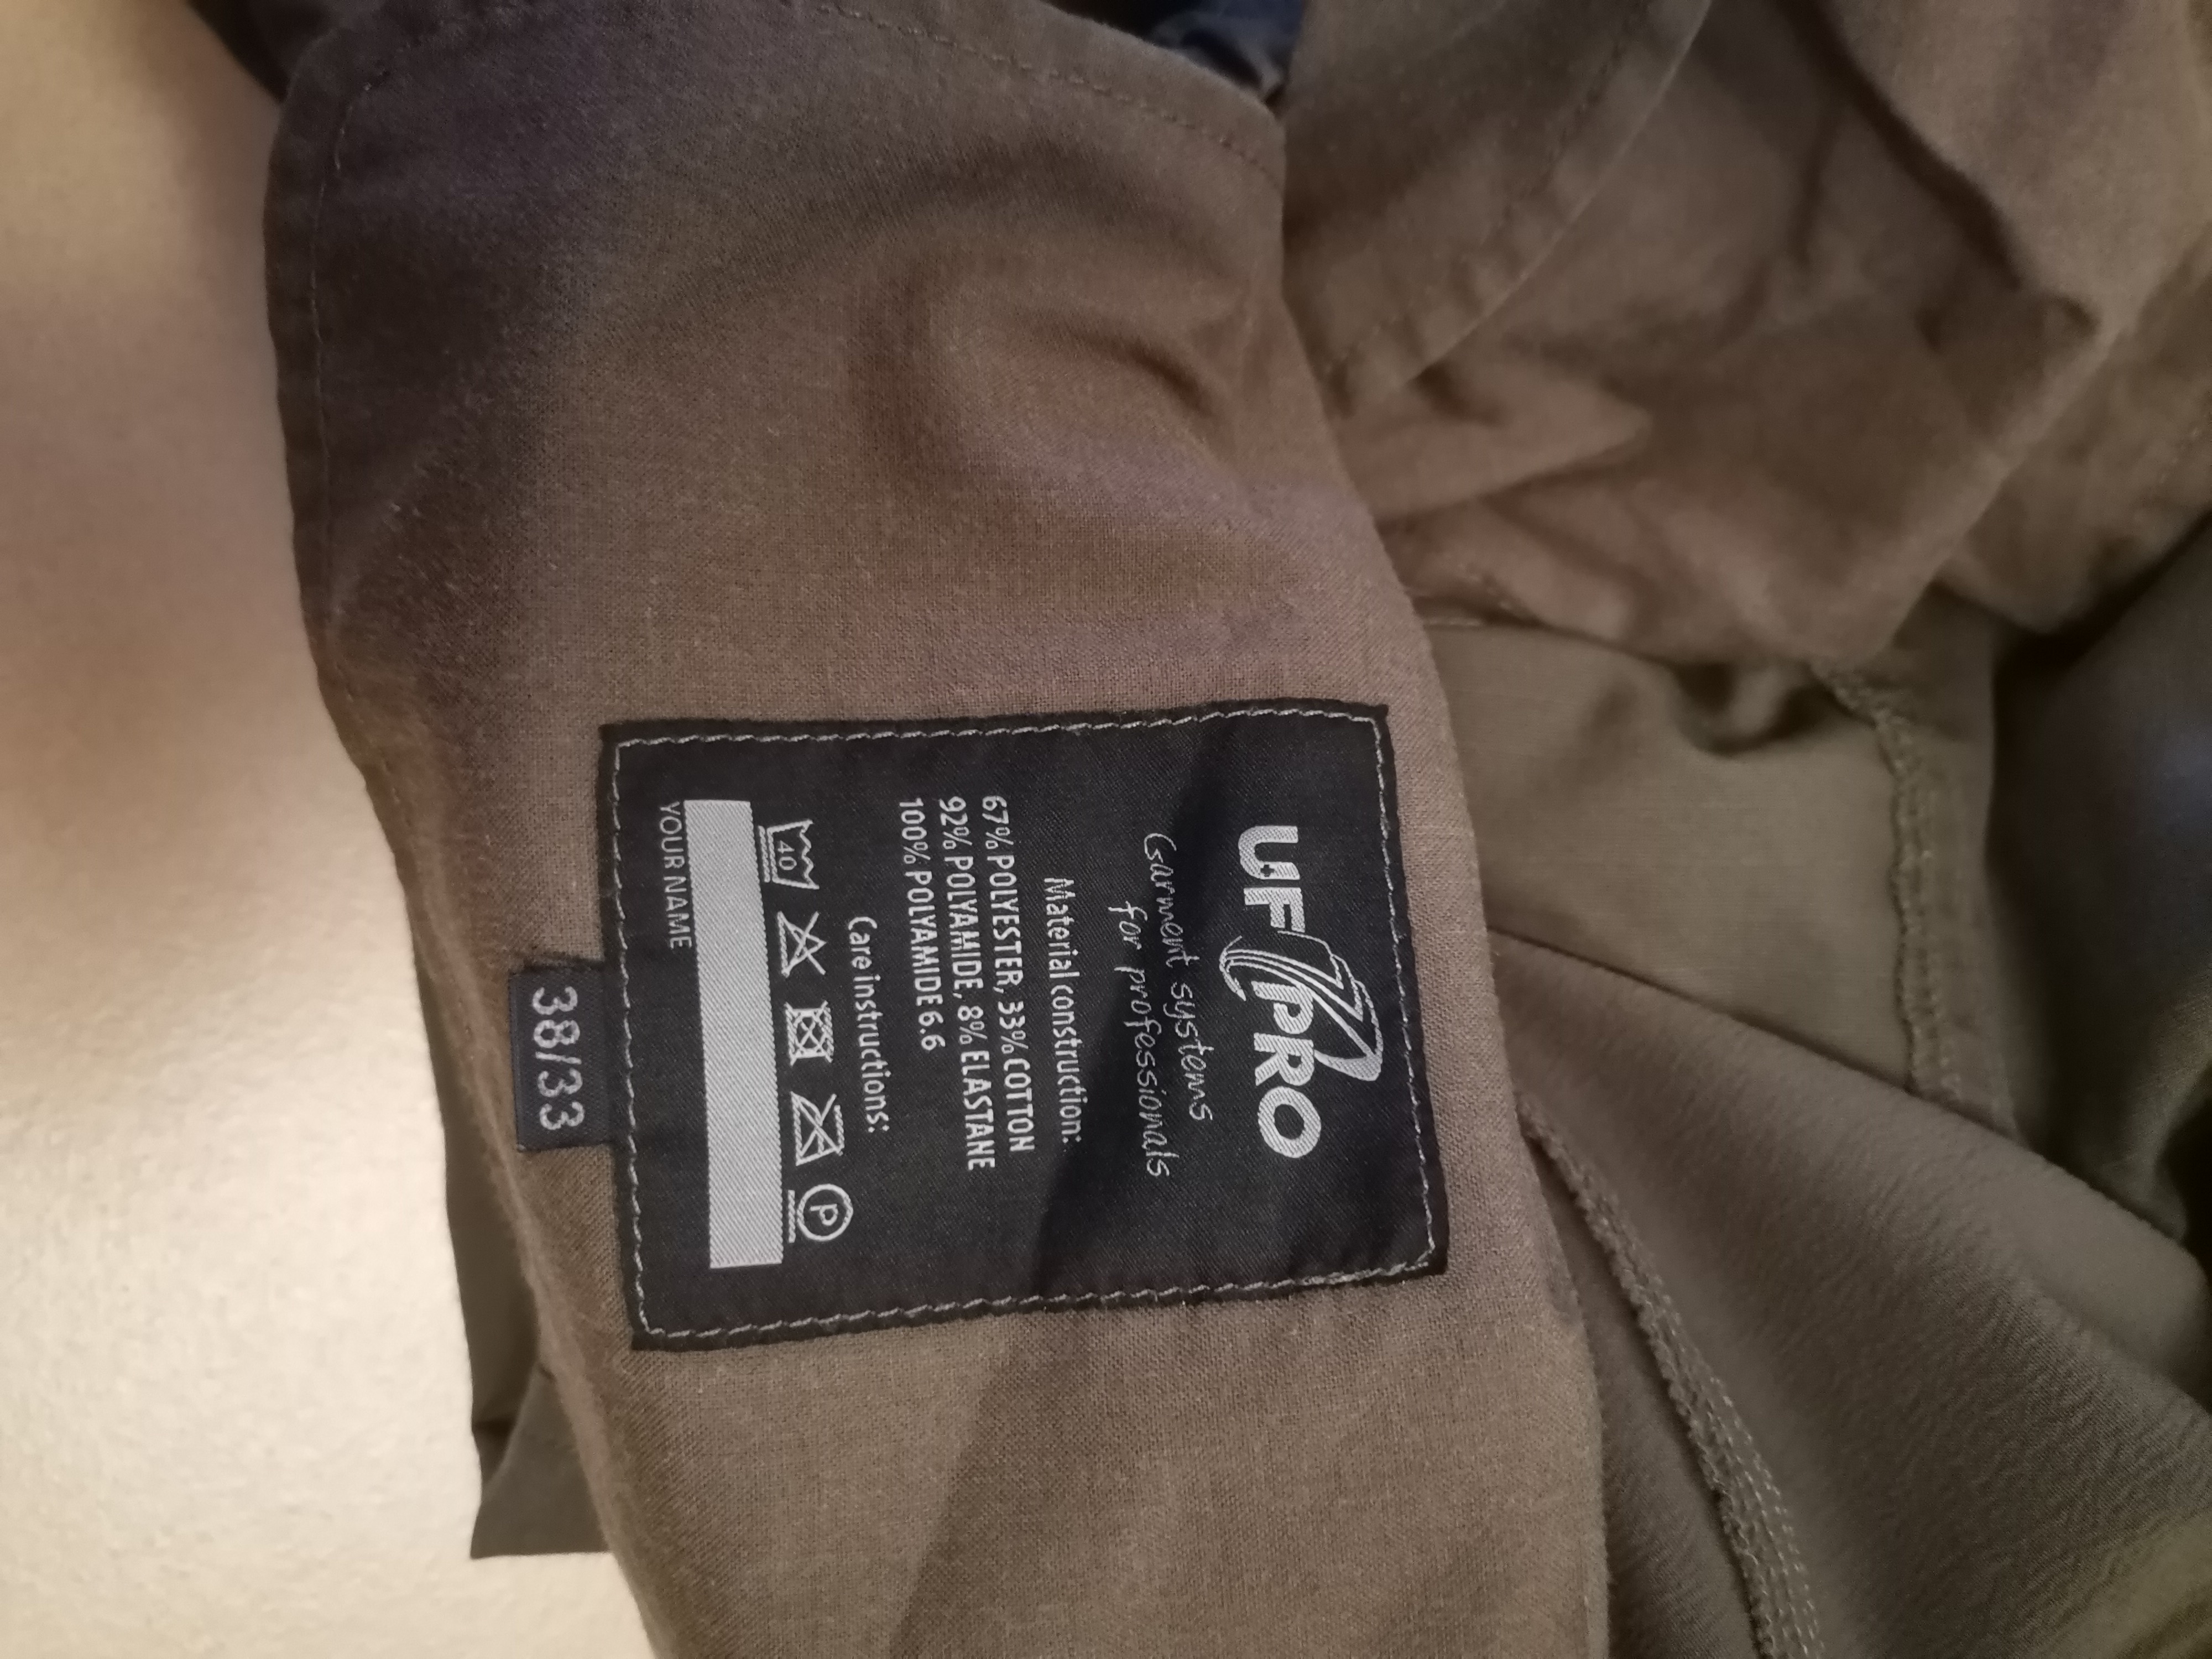 UF PRO
Garment systems
for professionals
Material construction:
67% POLYESTER, 33% COTTON
92% POLYAMIDE, 8% ELASTANE
100% POLYAMIDE 6.6
Care instructions:
40
P
YOUR NAME
38/33